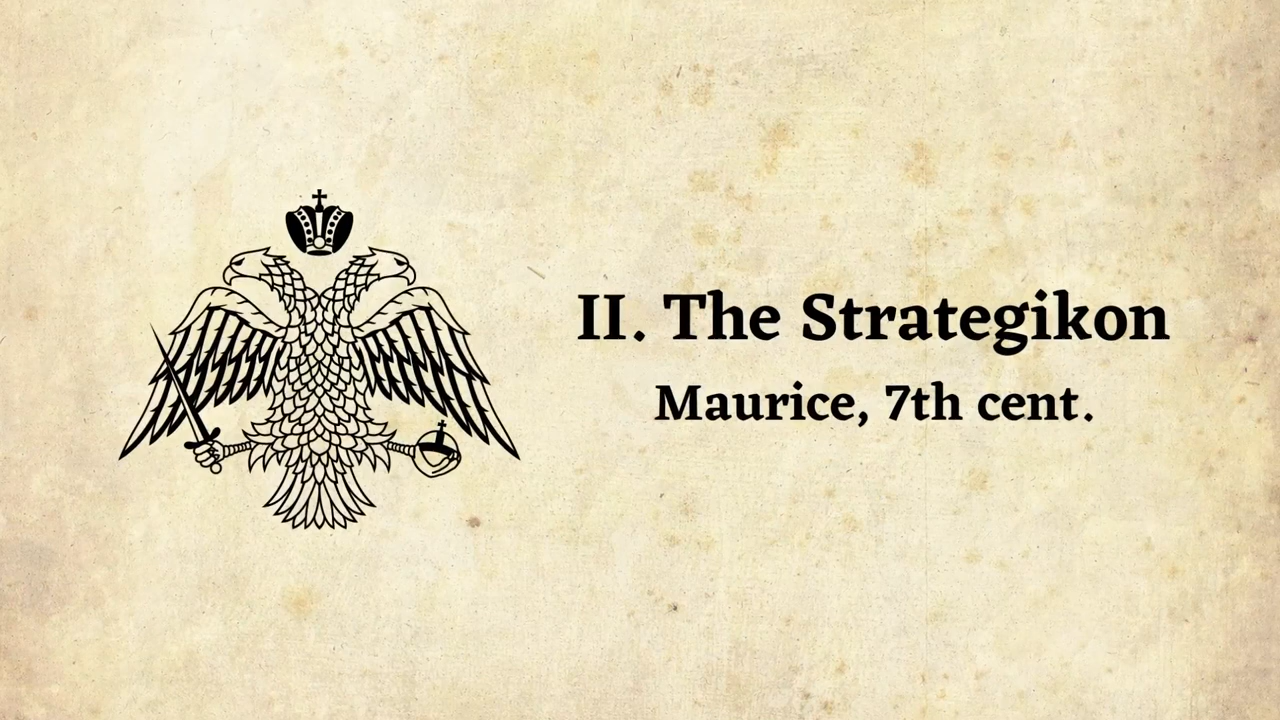 II. The Strategikon
Maurice, 7th cent.